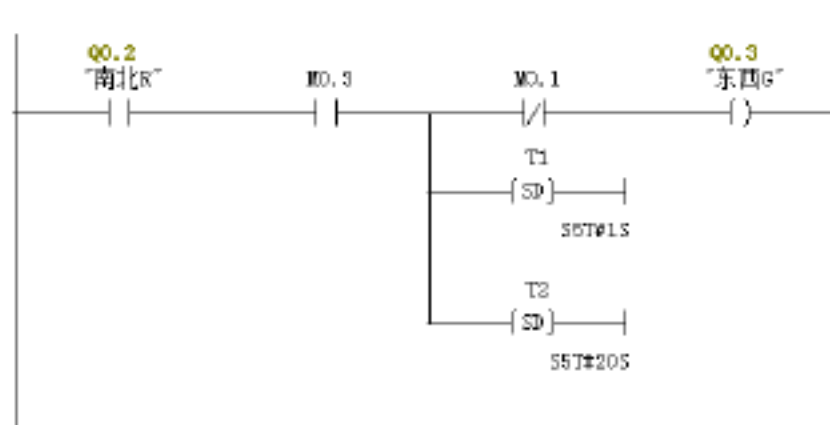 Q0.2
"南北R"
M0.3
M0.1
Q0.3
"东西G"
T1
SD
S5T#1S
T2
SD
S5T#20S